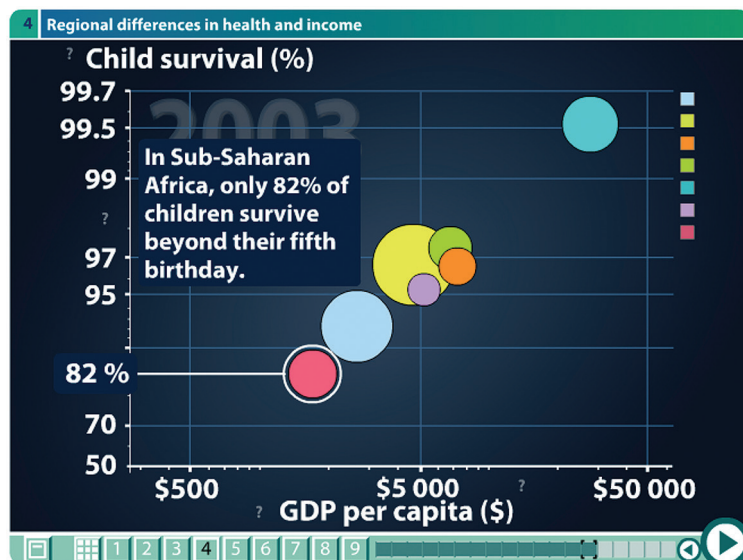 4 Regional differences in health and income
? Child survival (%)
99.7
2003
99.5
In Sub-Saharan
Africa, only 82% of
children survive
beyond their fifth
birthday.
99
?
97
95
82 %
70
50
$500 $5 000 ? $50 000
? GDP per capita ($)
1 2 3 4 5 6 7 8 9